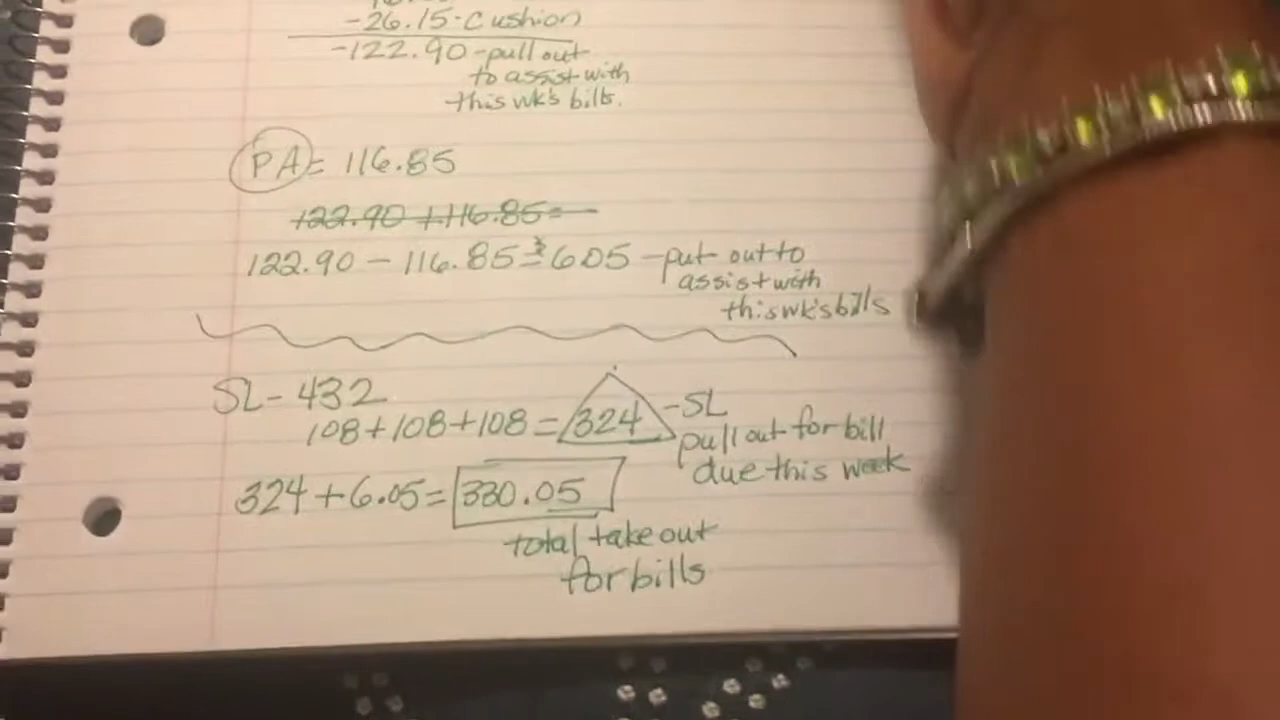 -26.15-Cushion
-122.90-pull out
to assist with
this wk's bills.
PA= 116.85
122.90 +116.85=
122.90 - 116.85=$6.05 -put out to
assist with
this wk's bills
SL- 432
108+108+108=324 -SL
pull out for bill
due this week
324+6.05=330.05
total take out
for bills